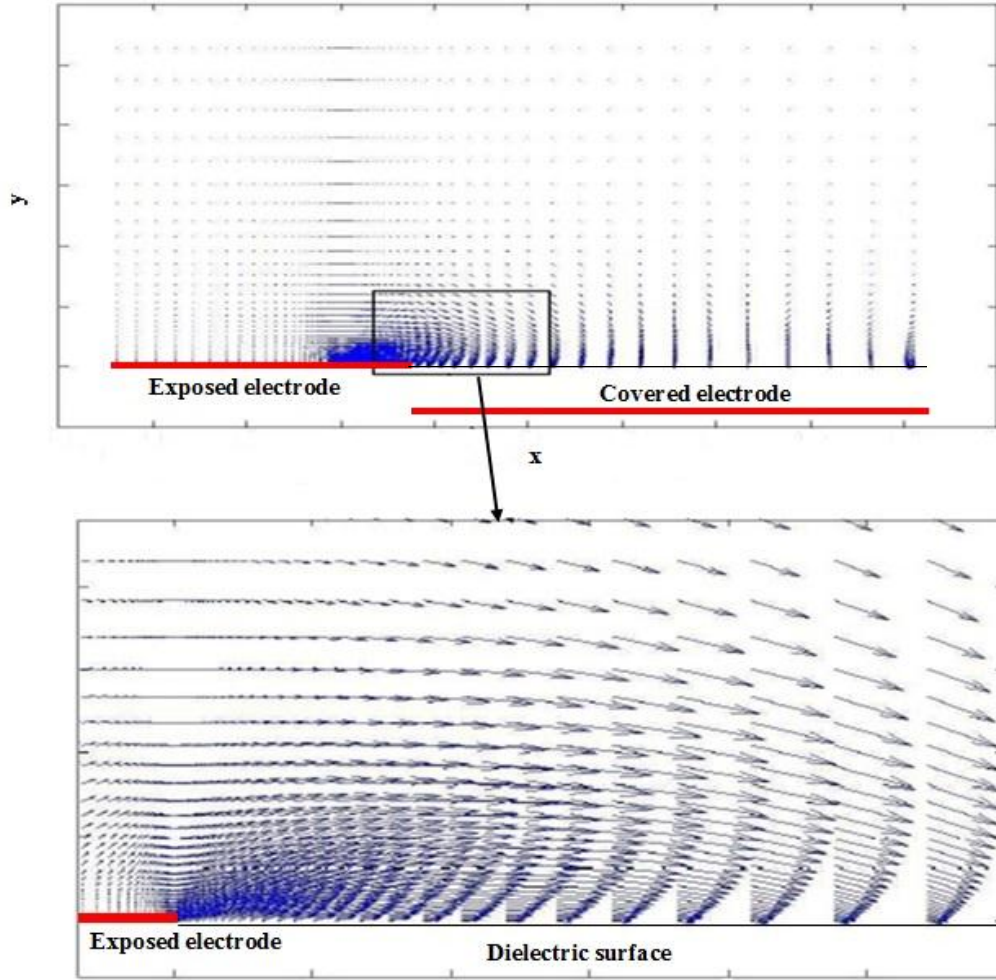 y
Exposed electrode
Covered electrode
x
Exposed electrode
Dielectric surface